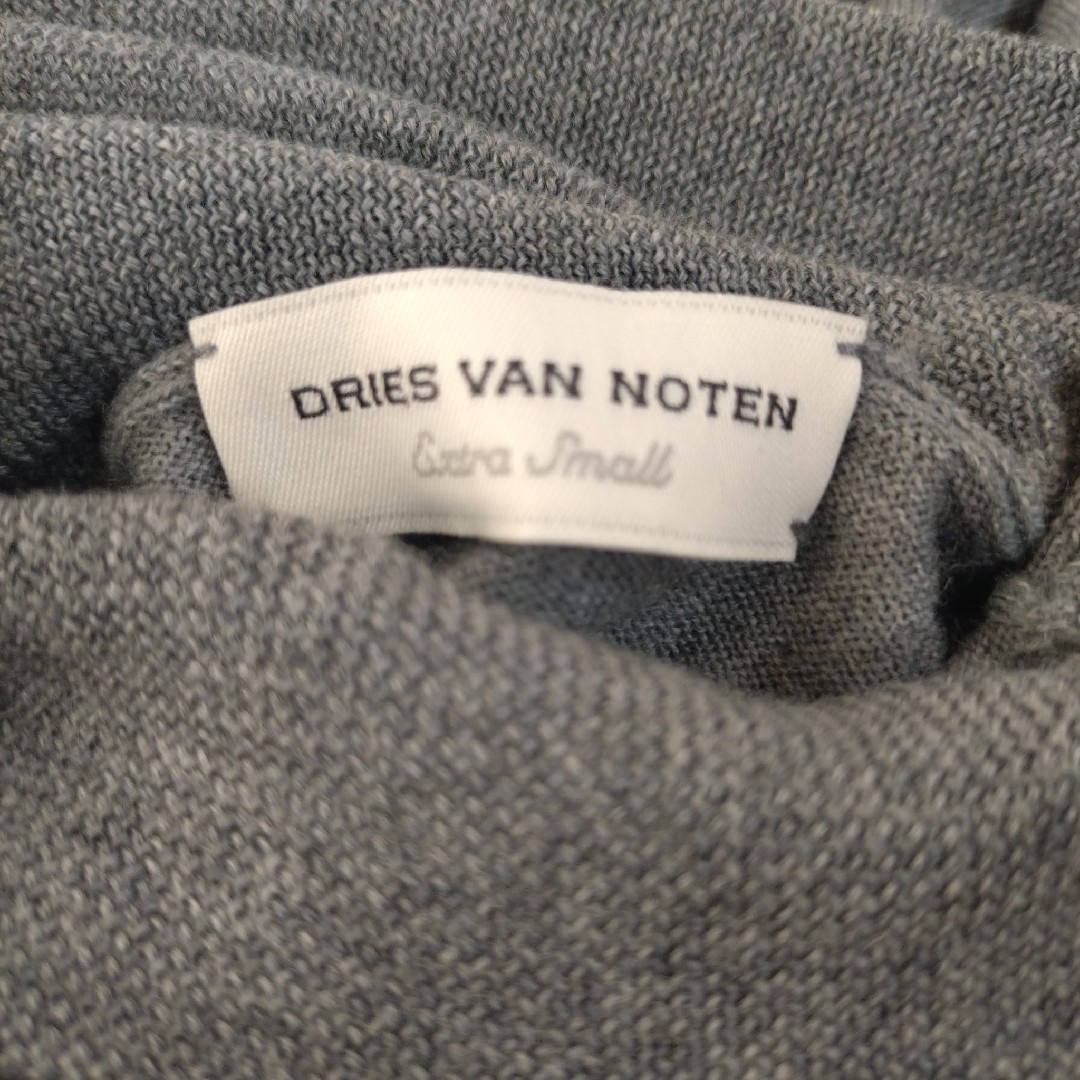 DRIES VAN NOTEN
Extra Small